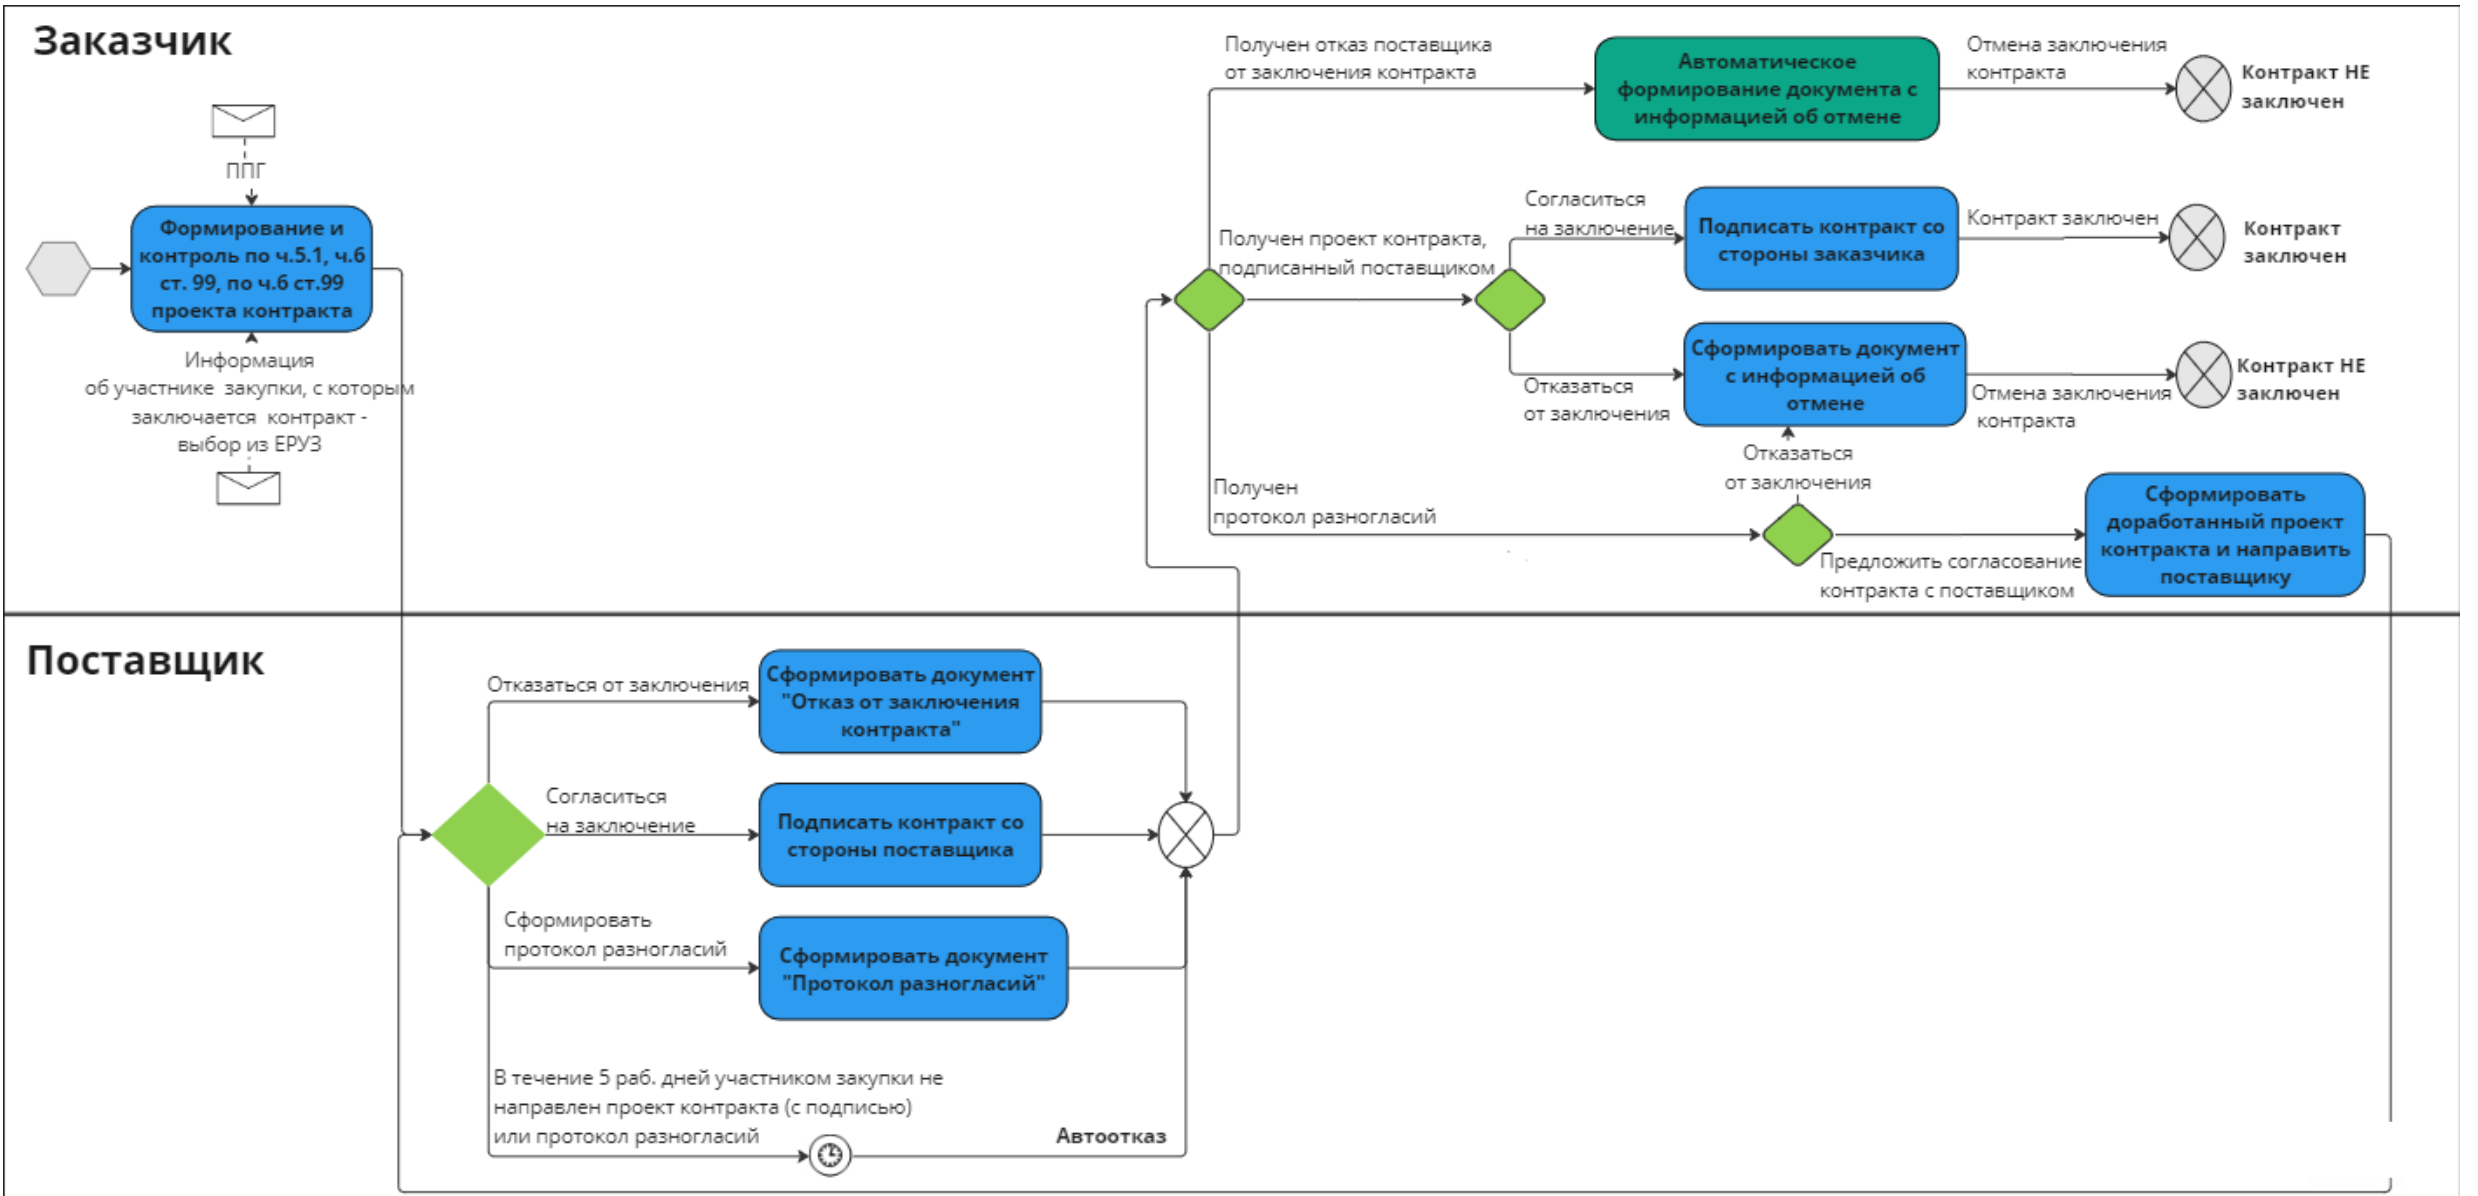 Заказчик
ППГ
Формирование и
контроль по ч.5.1, ч.6
ст. 99, по ч.6 ст.99
проекта контракта
Информация
об участнике закупки, с которым
заключается контракт -
выбор из ЕРУЗ
Получен отказ поставщика
от заключения контракта
Автоматическое
формирование документа с
информацией об отмене
Отмена заключения
контракта
Контракт НЕ
заключен
Получен проект контракта,
подписанный поставщиком
Согласиться
на заключение
Подписать контракт со
стороны заказчика
Контракт заключен
Контракт
заключен
Отказаться
от заключения
Сформировать документ
с информацией об
отмене
Отмена заключения
контракта
Контракт НЕ
заключен
Отказаться
от заключения
Получен
протокол разногласий
Предложить согласование
контракта с поставщиком
Сформировать
доработанный проект
контракта и направить
поставщику
Поставщик
Отказаться от заключения
Сформировать документ
"Отказ от заключения
контракта"
Согласиться
на заключение
Подписать контракт со
стороны поставщика
Сформировать
протокол разногласий
Сформировать документ
"Протокол разногласий"
В течение 5 раб. дней участником закупки не
направлен проект контракта (с подписью)
или протокол разногласий
Автоотказ